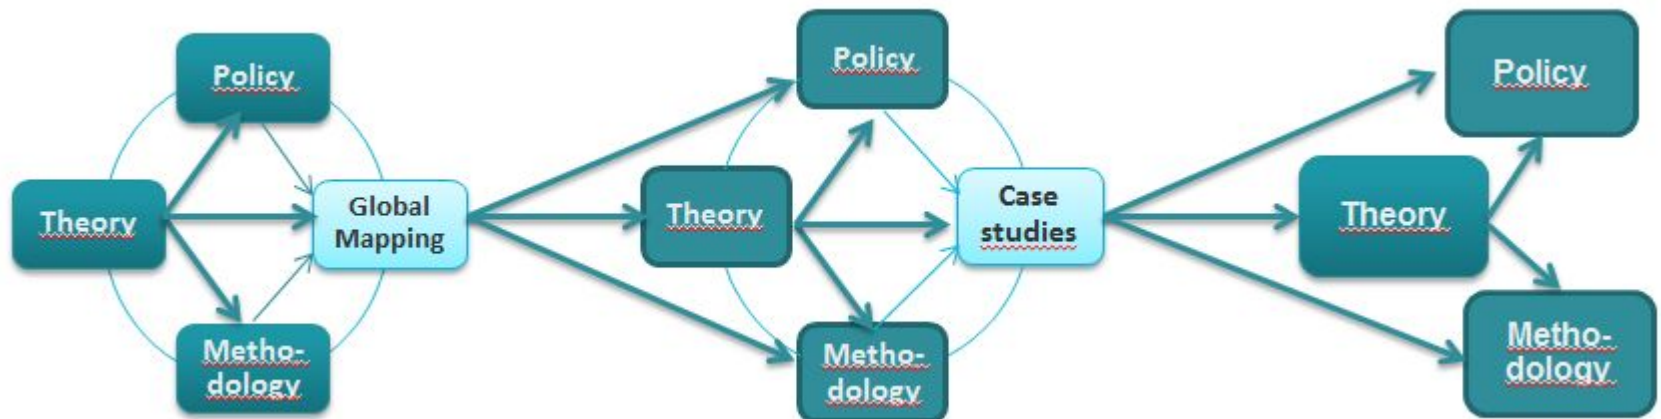 Policy
Theory
Global
Mapping
Metho-
dology
Policy
Theory
Case
studies
Metho-
dology
Policy
Theory
Metho-
dology